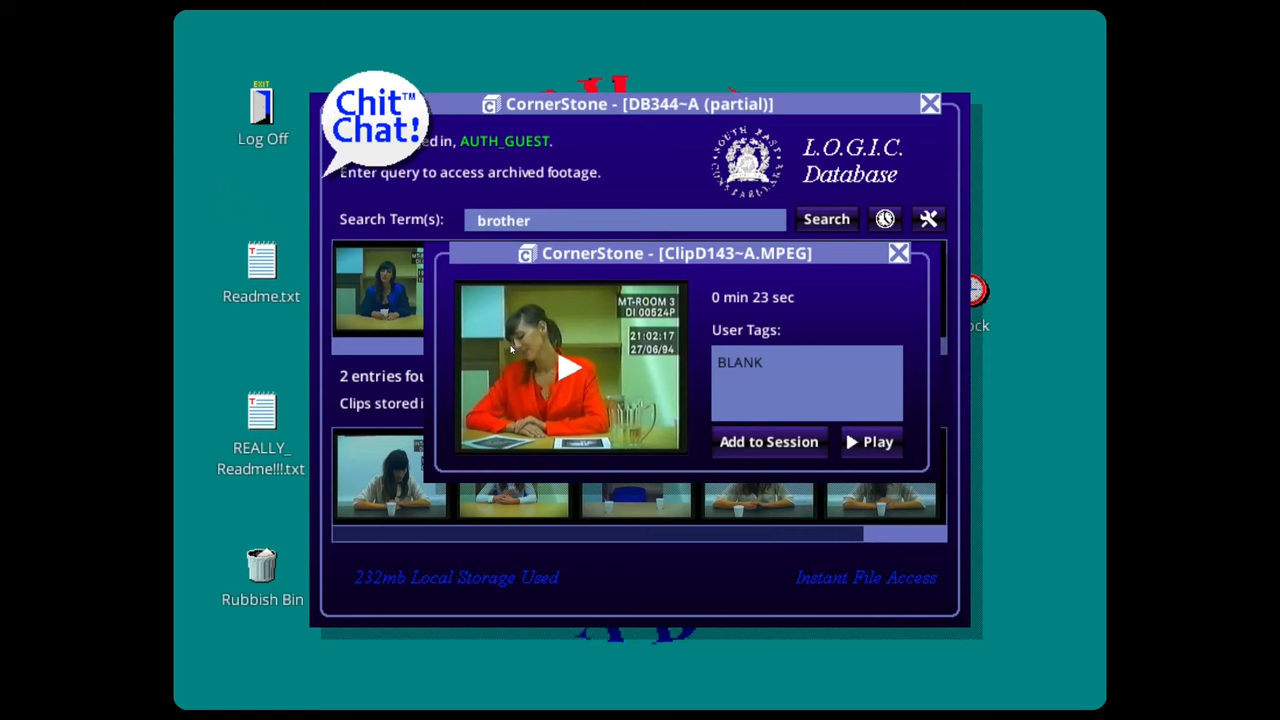 EXIT
Log Off
Readme.txt
REALLY_
Readme!!!.txt
Rubbish Bin
Chit™
Chat!
CornerStone - [DB344~A (partial)]
ed in, AUTH_GUEST.
Enter query to access archived footage.
SOUTH EAST
L.O.G.I.C.
Database
Search Term(s):
brother
Search
CornerStone - [ClipD143~A.MPEG]
MT-ROOM 3
DI 00524P
21:02:17
27/06/94
0 min 23 sec
User Tags:
BLANK
Add to Session
Play
ock
2 entries fou
Clips stored i
232mb Local Storage Used
Instant File Access